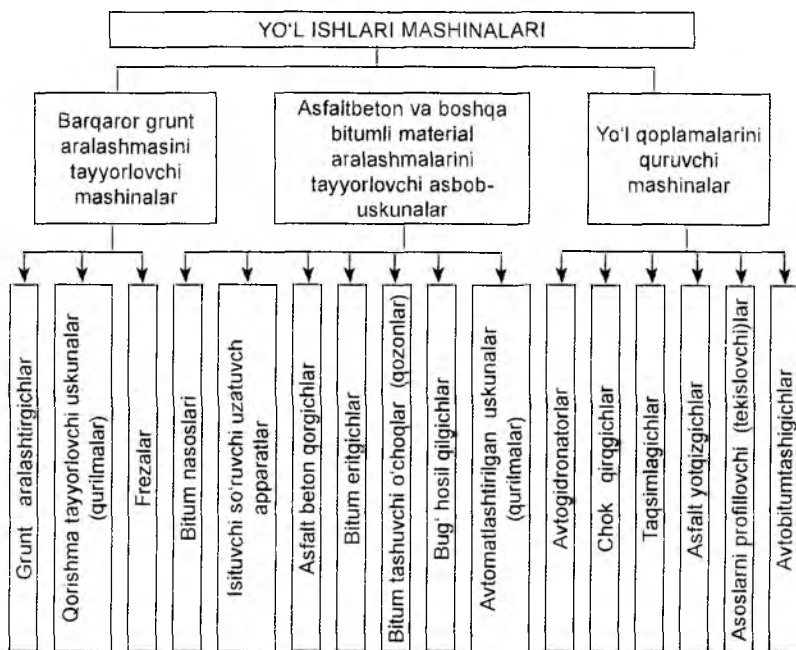 YO‘L ISHLARI MASHINALARI
Barqaror grunt
aralashmasini
tayyorlovchi
mashinalar
Asfaltbeton va boshqa
bitumli material
aralashmalarini
tayyorlovchi asbob-
uskunalar
Yo‘l qoplamalarini
quruvchi
mashinalar
Grunt aralashtirgichlar
Qorishma tayyorlovchi uskunalar
(qurilmalar)
Frezalar
Bitum nasoslari
Isituvchi so‘ruvchi uzatuvch
apparatlar
Asfalt beton qorgichlar
Bitum eritgichlar
Bitum tashuvchi o‘choqlar (qozonlar)
Bug‘ hosil qilgichlar
Avtomatlashtirilgan uskunalar
(qurilmalar)
Avtogidronatorlar
Chok qirqgichlar
Taqsimlagichlar
Asfalt yotqizgichlar
Asoslarni profillovchi (tekislovchi)lar
Avtobitumtashigichlar